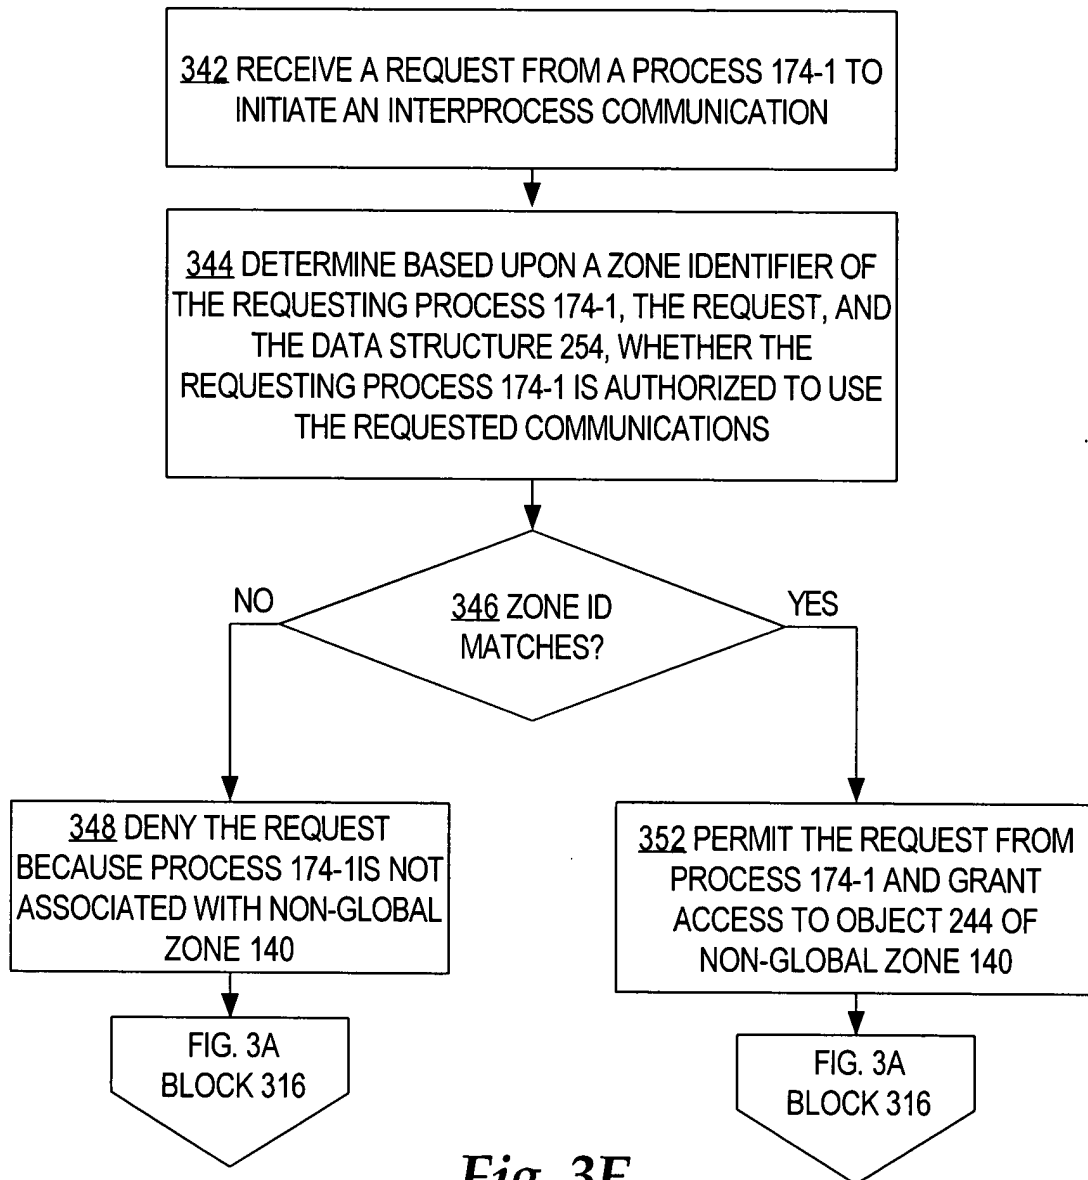 342 RECEIVE A REQUEST FROM A PROCESS 174-1 TO
INITIATE AN INTERPROCESS COMMUNICATION
344 DETERMINE BASED UPON A ZONE IDENTIFIER OF
THE REQUESTING PROCESS 174-1, THE REQUEST, AND
THE DATA STRUCTURE 254, WHETHER THE
REQUESTING PROCESS 174-1 IS AUTHORIZED TO USE
THE REQUESTED COMMUNICATIONS
346 ZONE ID
MATCHES?
NO
YES
348 DENY THE REQUEST
BECAUSE PROCESS 174-1IS NOT
ASSOCIATED WITH NON-GLOBAL
ZONE 140
352 PERMIT THE REQUEST FROM
PROCESS 174-1 AND GRANT
ACCESS TO OBJECT 244 OF
NON-GLOBAL ZONE 140
FIG. 3A
BLOCK 316
FIG. 3A
BLOCK 316
Fig.